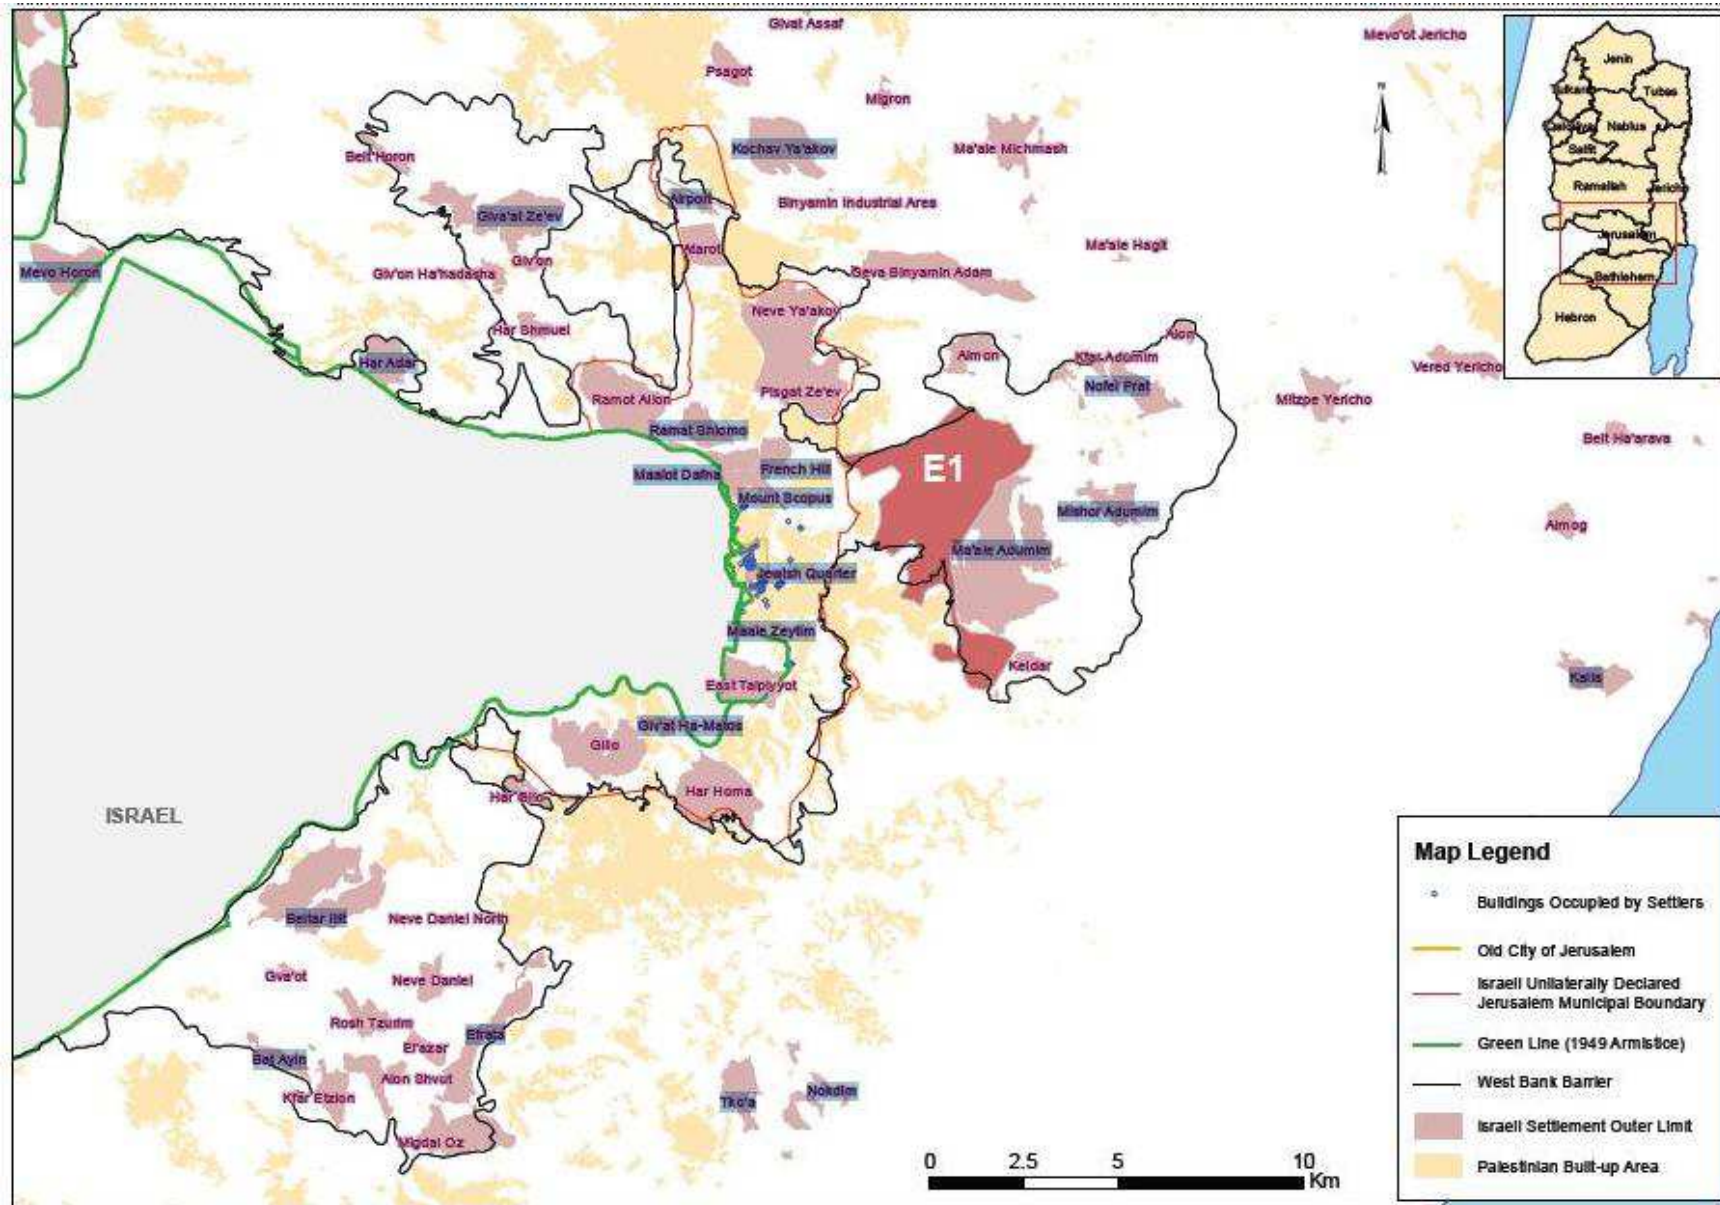 Givat Assaf
Mevo'ot Jericho
Psagot
Migron
Kochav Ya'akov
Ma'ale Michmash
Beit Horon
Airport
Binyamin Industrial Area
Giva'at Ze'ev
Atarot
Ma'ale Hagit
Giv'on
Mevo Horon
Giv'on Ha'hadasha
Geva Binyamin Adam
Neve Ya'akov
Har Shmuel
Alon
Almon
Kfar Adumim
Har Adar
Vered Yericho
Nofei Prat
Pisgat Ze'ev
Ramot Allon
Mitzpe Yericho
Ramat Shlomo
Beit Ha'arava
E1
French Hill
Maalot Dafna
Mount Scopus
Mishor Adumim
Almog
Ma'ale Adumim
Jewish Quarter
Maale Zeytim
Keidar
Kalia
East Talpiyyot
Giv'at Ha-Matos
Gilo
Har Homa
Har Gilo
ISRAEL
Beitar Illit
Neve Daniel North
Gva'ot
Neve Daniel
Rosh Tzurim
Efrata
El'azar
Bat Ayin
Alon Shvut
Kfar Etzion
Tko'a
Nokdim
Migdal Oz
0 2.5 5 10
Km
N
Jenin
Tulkarm
Tubas
Nablus
Salfit
Ramallah
Jericho
Jerusalem
Bethlehem
Hebron
Map Legend
Buildings Occupied by Settlers
Old City of Jerusalem
Israeli Unilaterally Declared
Jerusalem Municipal Boundary
Green Line (1949 Armistice)
West Bank Barrier
Israeli Settlement Outer Limit
Palestinian Built-up Area